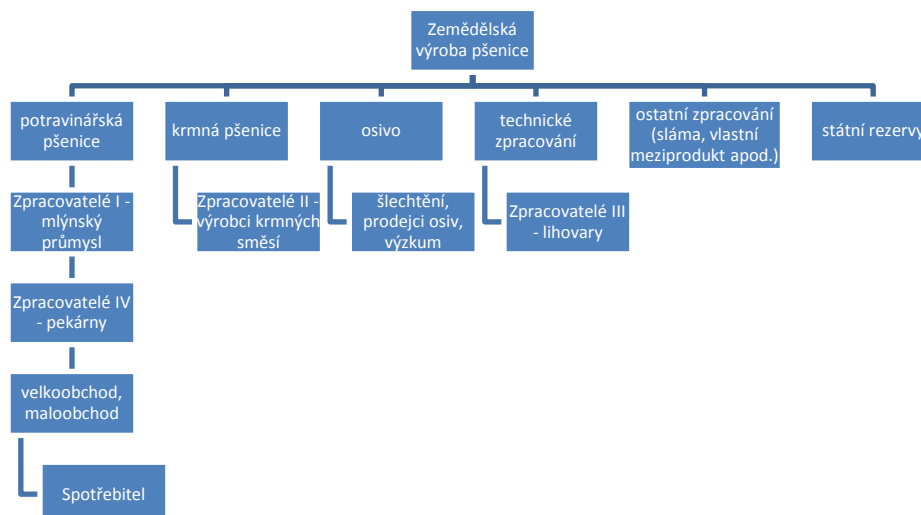 Zemědělská
výroba pšenice
potravinářská
pšenice
krmná pšenice
osivo
technické
zpracování
ostatní zpracování
(sláma, vlastní
meziprodukt apod.)
státní rezervy
Zpracovatelé I -
mlýnský
průmysl
Zpracovatelé II -
výrobci krmných
směsí
šlechtění,
prodejci osiv,
výzkum
Zpracovatelé III
- lihovary
Zpracovatelé IV
- pekárny
velkoobchod,
maloobchod
Spotřebitel